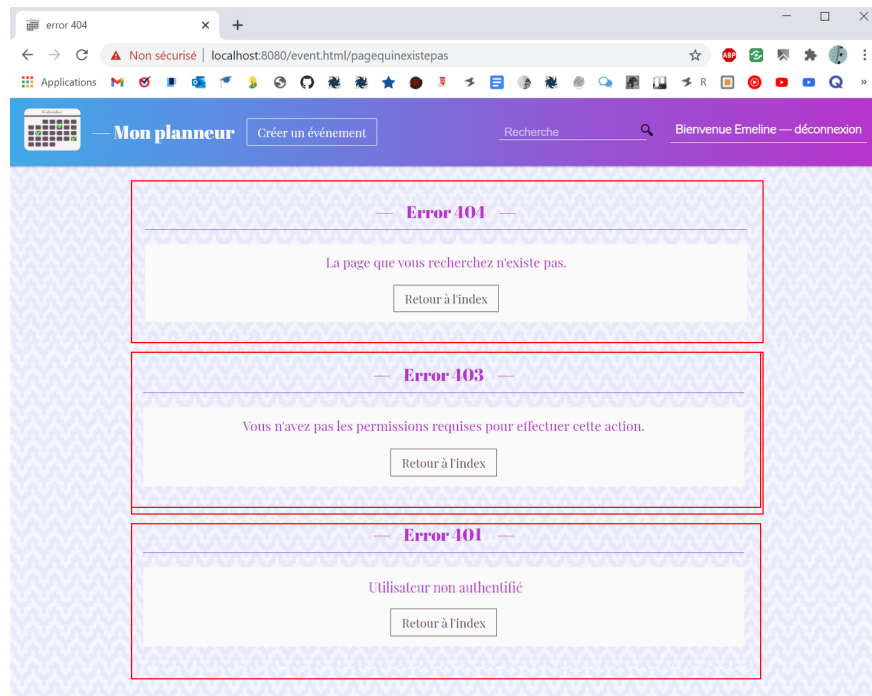 error 404
Non sécurisé | localhost:8080/event.html/pagequinexistepas
ABP
Applications
R
Q
»
Calendar
— Mon planneur
Créer un événement
Recherche
Bienvenue Emeline — déconnexion
— Error 404 —
La page que vous recherchez n'existe pas.
Retour à l'index
— Error 403 —
Vous n'avez pas les permissions requises pour effectuer cette action.
Retour à l'index
— Error 401 —
Utilisateur non authentifié
Retour à l'index